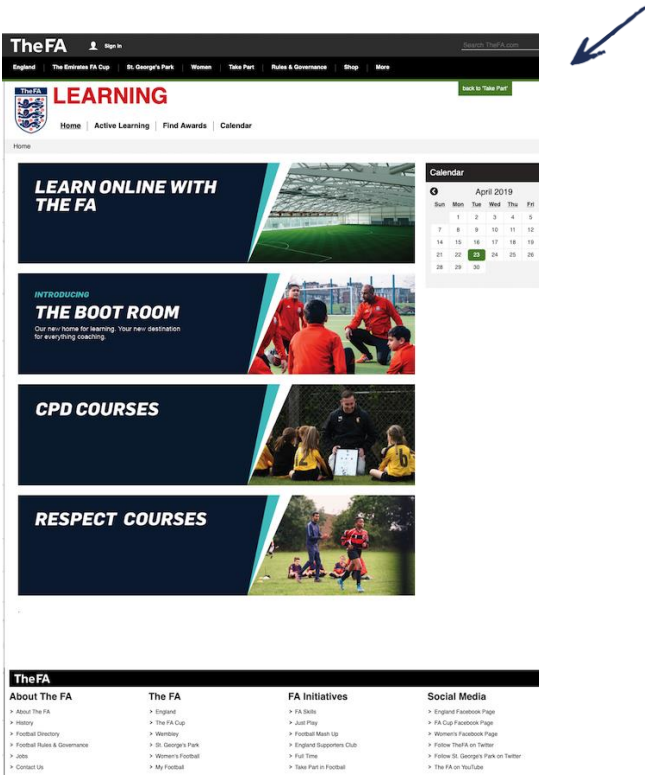 TheFA Sign In Search TheFA.com
England The Emirates FA Cup St. George's Park Women Take Part Rules & Governance Shop More
back to 'Take Part'
The FA
LEARNING
Home Active Learning Find Awards Calendar
Home
LEARN ONLINE WITH
THE FA
INTRODUCING
THE BOOT ROOM
Our new home for learning. Your new destination
for everything coaching.
CPD COURSES
RESPECT COURSES
Calendar
April 2019
Sun Mon Tue Wed Thu Fri
1 2 3 4 5
7 8 9 10 11 12
14 15 16 17 18 19
21 22 23 24 25 26
28 29 30
TheFA
About The FA
> About The FA
> History
> Football Directory
> Football Rules & Governance
> Jobs
> Contact Us
The FA
> England
> The FA Cup
> Wembley
> St. George's Park
> Women's Football
> My Football
FA Initiatives
> FA Skills
> Just Play
> Football Mash Up
> England Supporters Club
> Full Time
> Take Part in Football
Social Media
> England Facebook Page
> FA Cup Facebook Page
> Women's Facebook Page
> Follow TheFA on Twitter
> Follow St. George's Park on Twitter
> The FA on YouTube